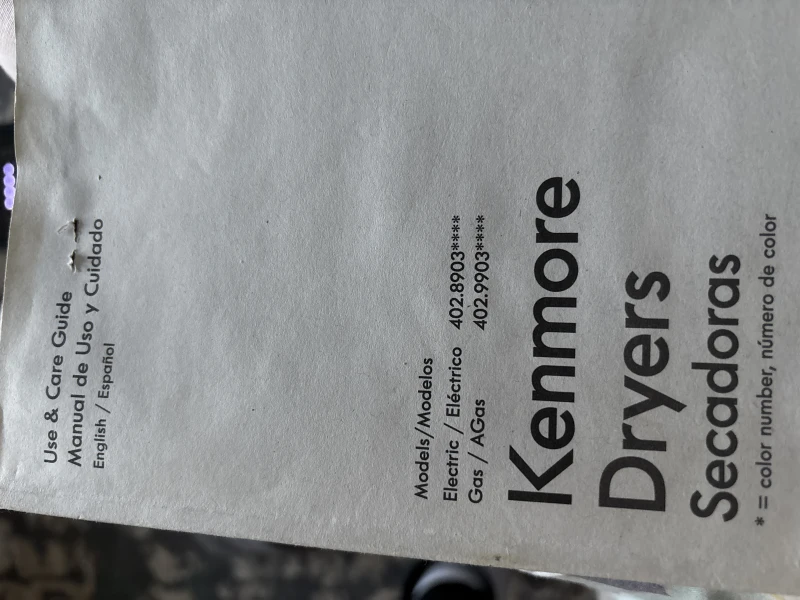 Use & Care Guide
Manual de Uso y Cuidado
English / Español
Models/Modelos
Electric / Eléctrico 402.8903****
Gas / AGas 402.9903****
Kenmore
Dryers
Secadoras
* = color number, número de color